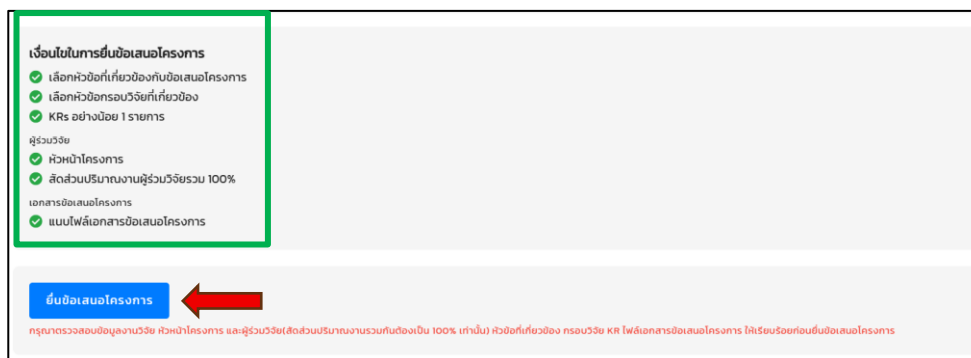 เงื่อนไขในการยื่นข้อเสนอโครงการ
เลือกหัวข้อที่เกี่ยวข้องกับข้อเสนอโครงการ
เลือกหัวข้อกรอบวิจัยที่เกี่ยวข้อง
KRs อย่างน้อย 1 รายการ
ผู้ร่วมวิจัย
หัวหน้าโครงการ
สัดส่วนปริมาณงานผู้ร่วมวิจัยรวม 100%
เอกสารข้อเสนอโครงการ
แนบไฟล์เอกสารข้อเสนอโครงการ
ยื่นข้อเสนอโครงการ
กรุณาตรวจสอบข้อมูลงานวิจัย หัวหน้าโครงการ และผู้ร่วมวิจัย(สัดส่วนปริมาณงานรวมกันต้องเป็น 100% เท่านั้น) หัวข้อที่เกี่ยวข้อง กรอบวิจัย KR ไฟล์เอกสารข้อเสนอโครงการ ให้เรียบร้อยก่อนยื่นข้อเสนอโครงการ